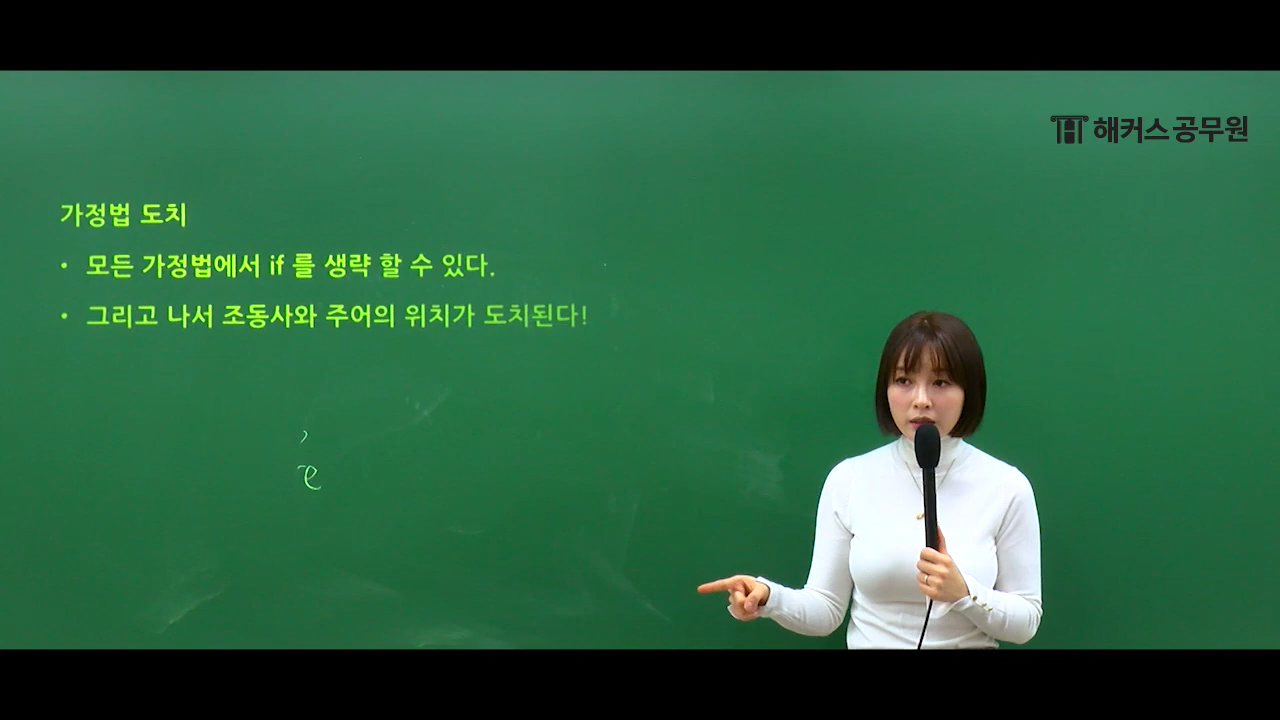 해커스공무원
가정법 도치
• 모든 가정법에서 if 를 생략 할 수 있다.
• 그리고 나서 조동사와 주어의 위치가 도치된다!